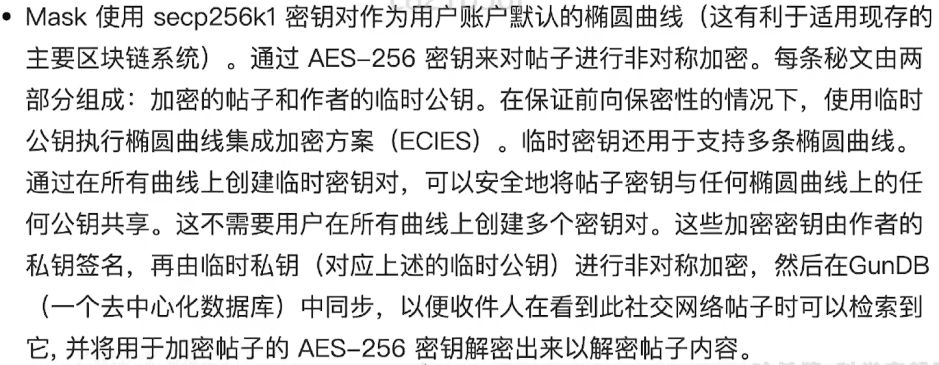 • Mask 使用 secp256k1 密钥对作为用户账户默认的椭圆曲线（这有利于适用现存的
主要区块链系统）。通过 AES-256 密钥来对帖子进行非对称加密。每条秘文由两
部分组成：加密的帖子和作者的临时公钥。在保证前向保密性的情况下，使用临时
公钥执行椭圆曲线集成加密方案（ECIES）。临时密钥还用于支持多条椭圆曲线。
通过在所有曲线上创建临时密钥对，可以安全地将帖子密钥与任何椭圆曲线上的任
何公钥共享。这不需要用户在所有曲线上创建多个密钥对。这些加密密钥由作者的
私钥签名，再由临时私钥（对应上述的临时公钥）进行非对称加密，然后在GunDB
（一个去中心化数据库）中同步，以便收件人在看到此社交网络帖子时可以检索到
它, 并将用于加密帖子的 AES-256 密钥解密出来以解密帖子内容。